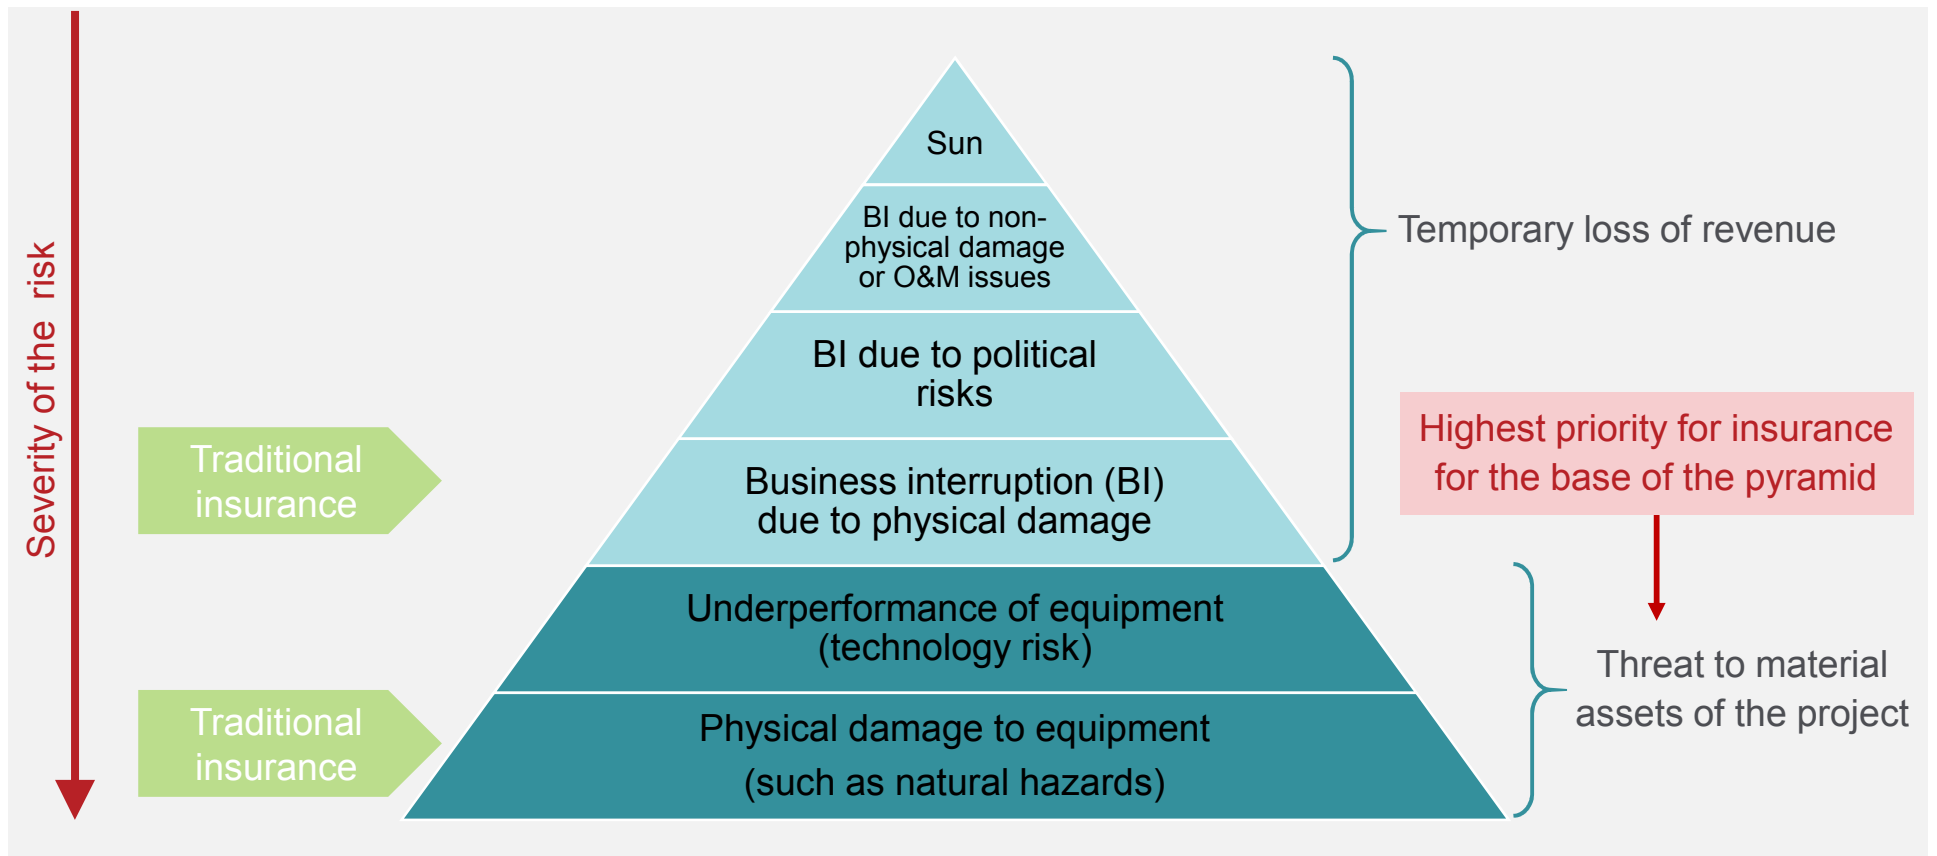 Severity of the risk
Sun
BI due to non-
physical damage
or O&M issues
BI due to political
risks
Business interruption (BI)
due to physical damage
Underperformance of equipment
(technology risk)
Physical damage to equipment
(such as natural hazards)
Traditional
insurance
Traditional
insurance
Temporary loss of revenue
Highest priority for insurance
for the base of the pyramid
Threat to material
assets of the project